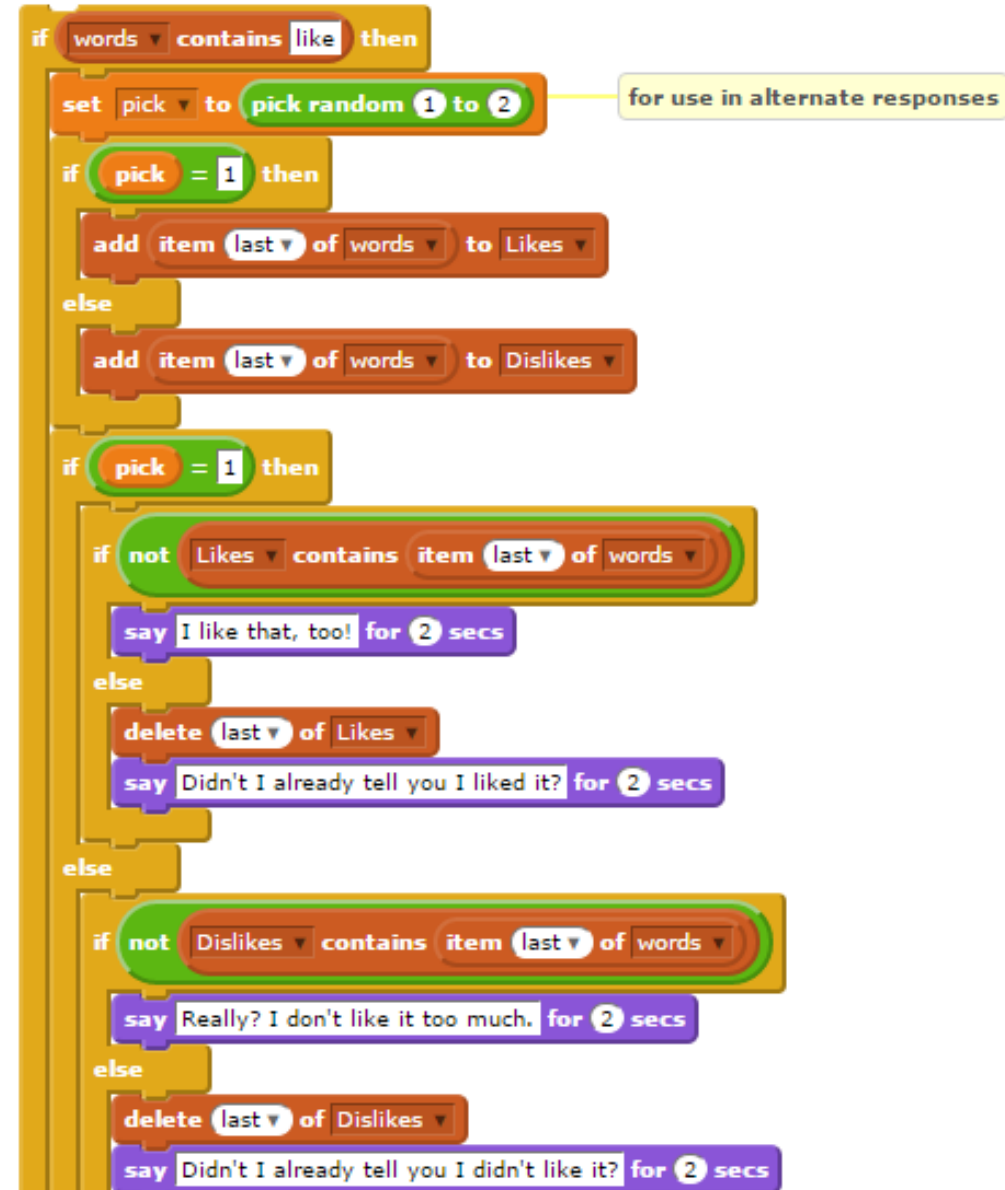 if words contains like then
set pick to pick random 1 to 2
for use in alternate responses
if pick = 1 then
add item last of words to Likes
else
add item last of words to Dislikes
if pick = 1 then
if not Likes contains item last of words
say I like that, too! for 2 secs
else
delete last of Likes
say Didn't I already tell you I liked it? for 2 secs
else
if not Dislikes contains item last of words
say Really? I don't like it too much. for 2 secs
else
delete last of Dislikes
say Didn't I already tell you I didn't like it? for 2 secs